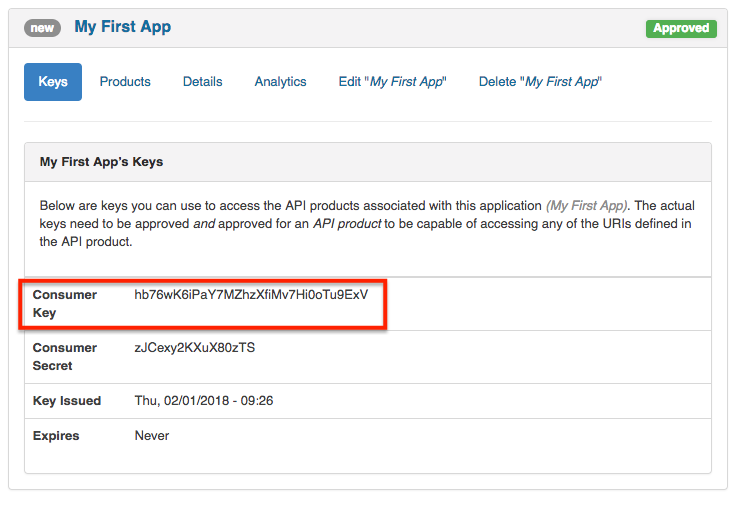 new My First App Approved
Keys Products Details Analytics Edit "My First App" Delete "My First App"
My First App's Keys
Below are keys you can use to access the API products associated with this application (My First App). The actual
keys need to be approved and approved for an API product to be capable of accessing any of the URIs defined in
the API product.
Consumer Key hb76wK6iPaY7MZhzXfiMv7Hi0oTu9ExV
Consumer Secret zJCexy2KXuX80zTS
Key Issued Thu, 02/01/2018 - 09:26
Expires Never